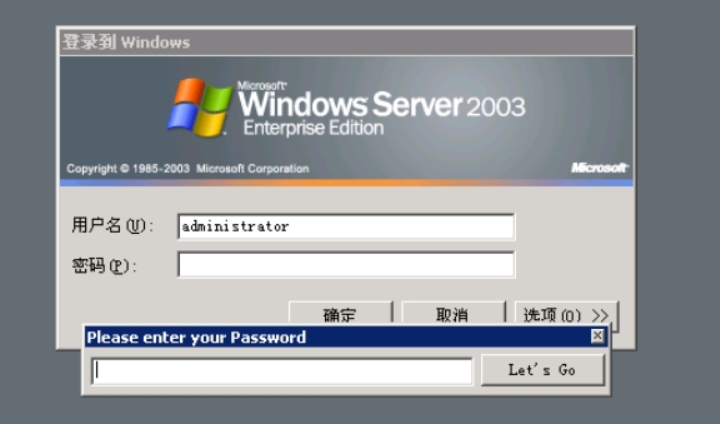 登录到 Windows
Microsoft
Windows Server 2003
Enterprise Edition
Copyright © 1985-2003 Microsoft Corporation
Microsoft
用户名(U):
administrator
密码(P):
确定
取消
选项(O) >>
Please enter your Password
Let's Go